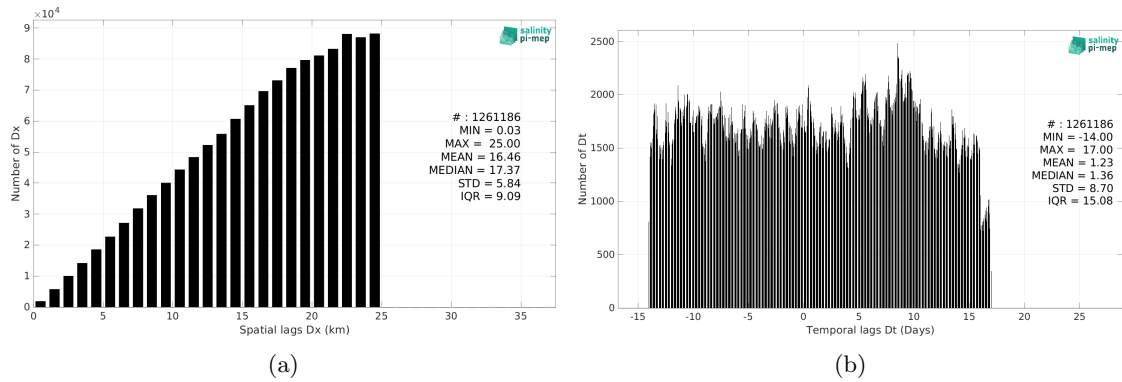 ×10⁴
9
8
7
6
5
4
3
2
1
0
Number of Dx
salinity
pi-mep
# : 1261186
MIN = 0.03
MAX = 25.00
MEAN = 16.46
MEDIAN = 17.37
STD = 5.84
IQR = 9.09
0 5 10 15 20 25 30 35
Spatial lags Dx (km)
(a)
2500
2000
1500
1000
500
0
Number of Dt
salinity
pi-mep
# : 1261186
MIN = -14.00
MAX = 17.00
MEAN = 1.23
MEDIAN = 1.36
STD = 8.70
IQR = 15.08
-15 -10 -5 0 5 10 15 20 25
Temporal lags Dt (Days)
(b)